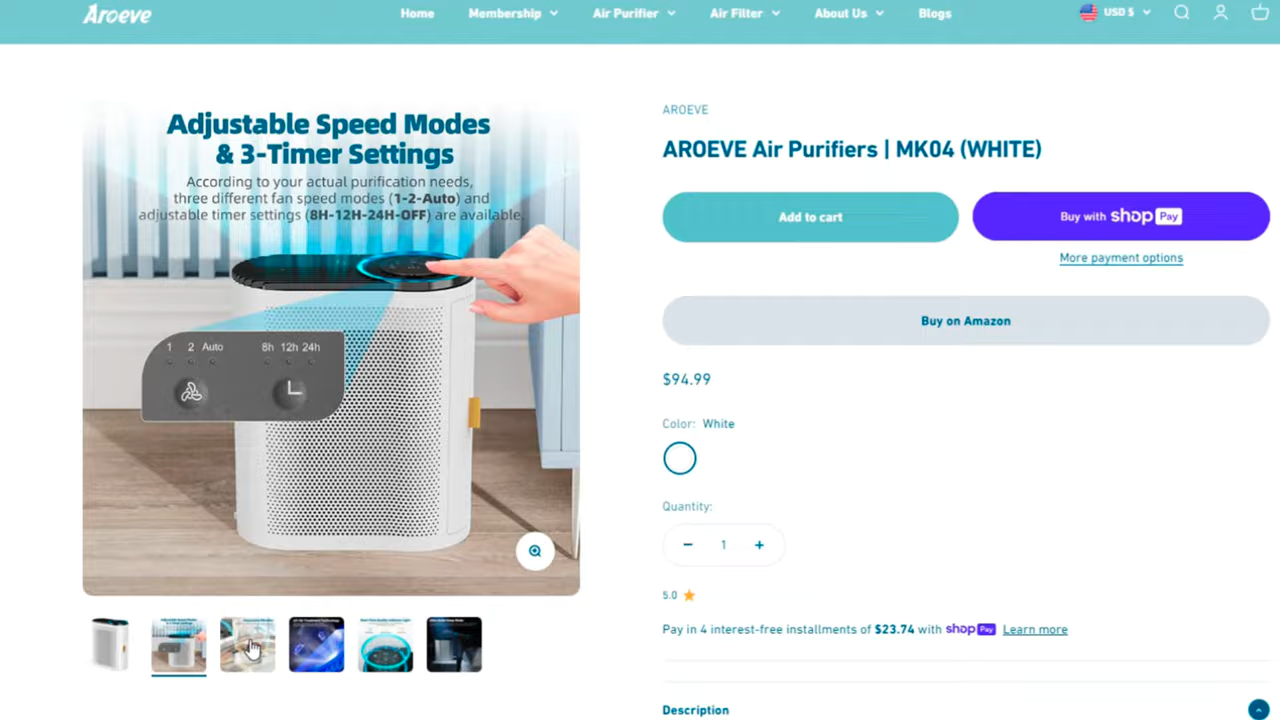 Aroeve
Home
Membership
Air Purifier
Air Filter
About Us
Blogs
USD $
Adjustable Speed Modes
& 3-Timer Settings
According to your actual purification needs,
three different fan speed modes (1-2-Auto) and
adjustable timer settings (8H-12H-24H-OFF) are available.
1 2 Auto 8h 12h 24h
AROEVE
AROEVE Air Purifiers | MK04 (WHITE)
Add to cart
Buy with shop Pay
More payment options
Buy on Amazon
$94.99
Color: White
Quantity:
1
5.0
Pay in 4 interest-free installments of $23.74 with shop Pay Learn more
Description